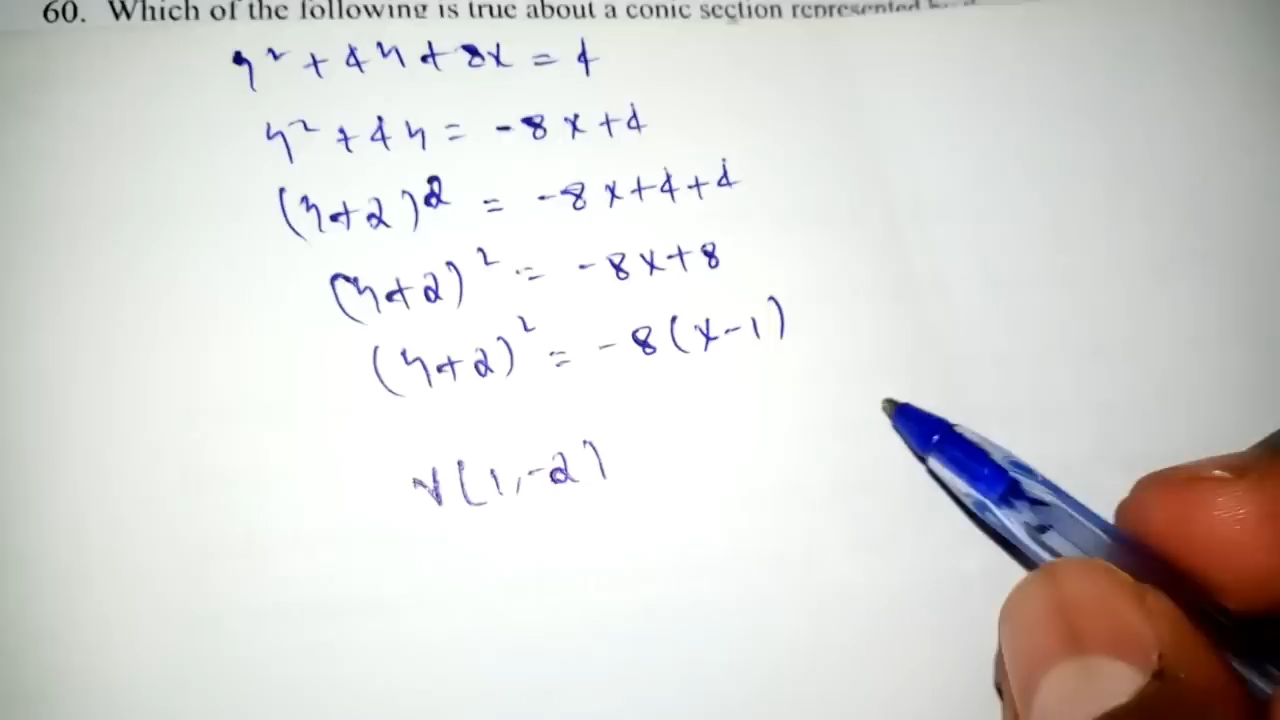 60. Which of the following is true about a conic section represented
y² + 4y + 8x = 4
y² + 4y = -8x+4
(y+2)² = -8x+4+4
(y+2)² = -8x+8
(y+2)² = -8(x-1)
V(1,-2)